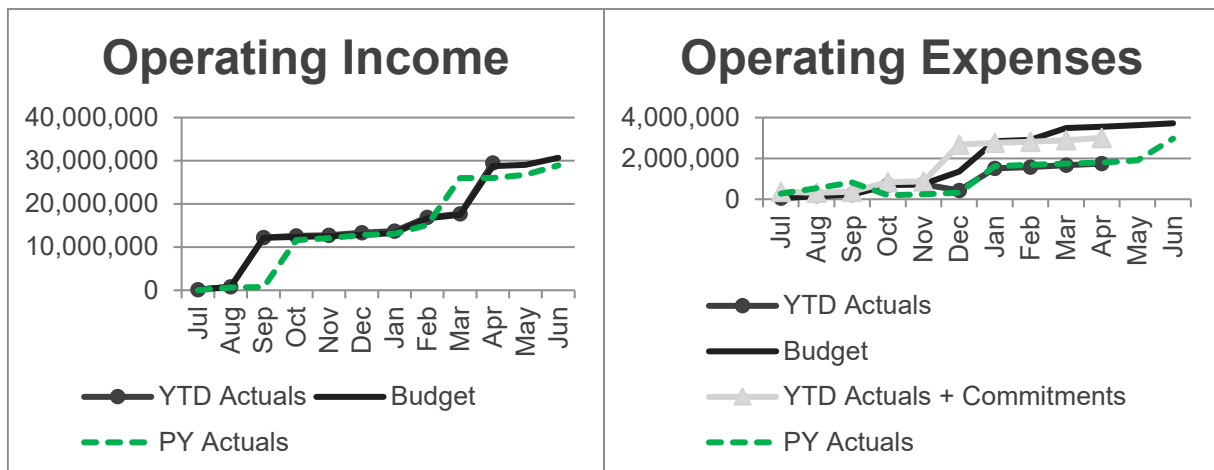 Operating Income
40,000,000
30,000,000
20,000,000
10,000,000
0
Jul
Aug
Sep
Oct
Nov
Dec
Jan
Feb
Mar
Apr
May
Jun
YTD Actuals
Budget
PY Actuals
Operating Expenses
4,000,000
2,000,000
0
Jul
Aug
Sep
Oct
Nov
Dec
Jan
Feb
Mar
Apr
May
Jun
YTD Actuals
Budget
YTD Actuals + Commitments
PY Actuals